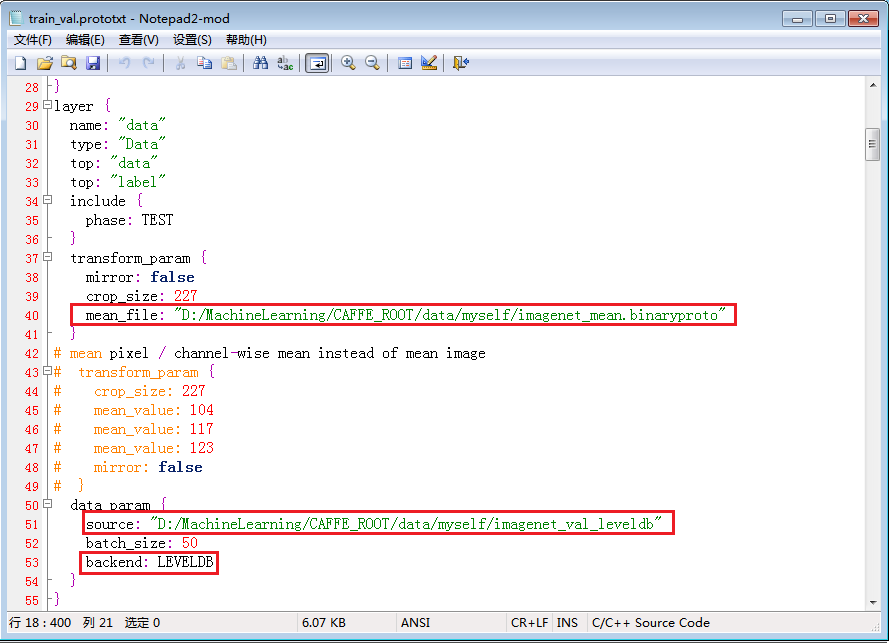 train_val.prototxt - Notepad2-mod
文件(F) 编辑(E) 查看(V) 设置(S) 帮助(H)
28 }
29 layer {
30 name: "data"
31 type: "Data"
32 top: "data"
33 top: "label"
34 include {
35 phase: TEST
36 }
37 transform_param {
38 mirror: false
39 crop_size: 227
40 mean_file: "D:/MachineLearning/CAFFE_ROOT/data/myself/imagenet_mean.binaryproto"
41 }
42 # mean pixel / channel-wise mean instead of mean image
43 # transform_param {
44 # crop_size: 227
45 # mean_value: 104
46 # mean_value: 117
47 # mean_value: 123
48 # mirror: false
49 # }
50 data_param {
51 source: "D:/MachineLearning/CAFFE_ROOT/data/myself/imagenet_val_leveldb"
52 batch_size: 50
53 backend: LEVELDB
54 }
55 }
行 18 : 400 列 21 选定 0 6.07 KB ANSI CR+LF INS C/C++ Source Code